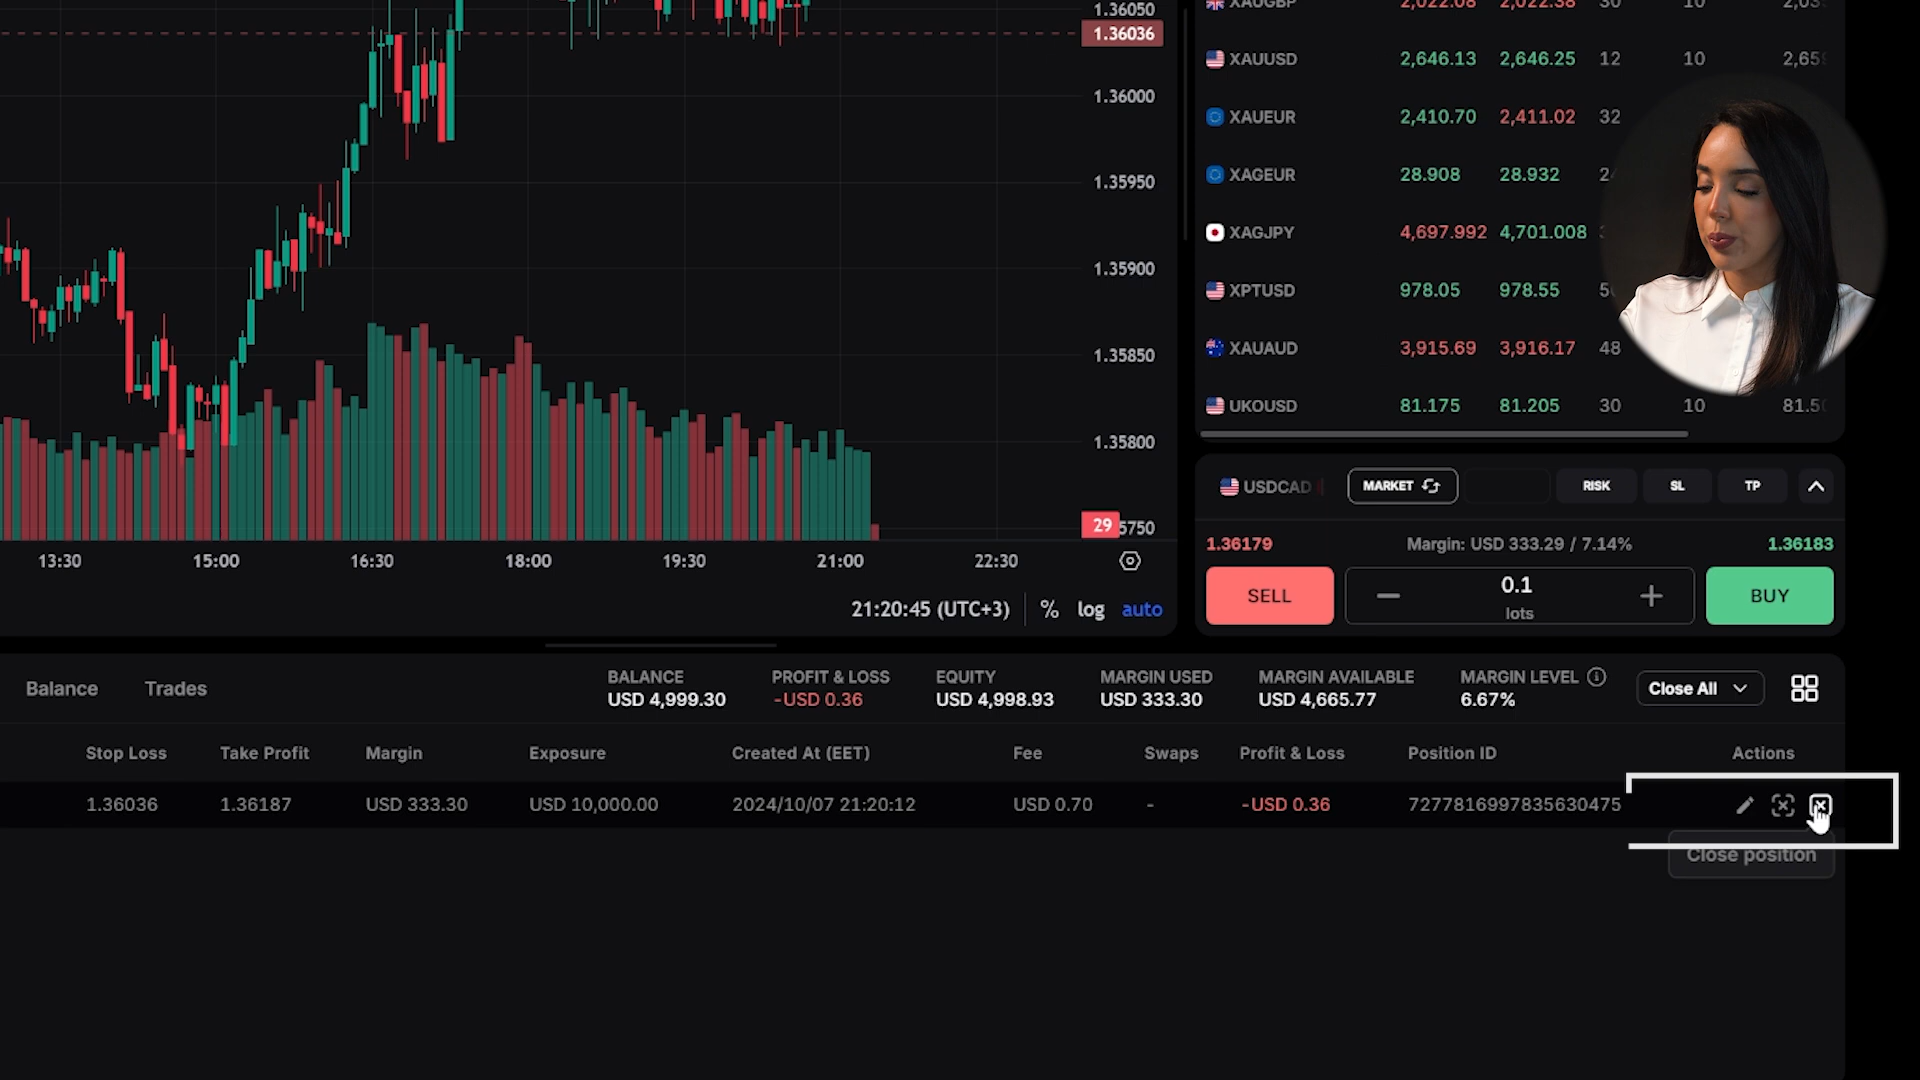 1.36050
1.36036
1.36000
1.35950
1.35900
1.35850
1.35800
29
5750
13:30 15:00 16:30 18:00 19:30 21:00 22:30
21:20:45 (UTC+3) % log auto
XAUGBP 2,022.08 2,022.38 30 10
XAUUSD 2,646.13 2,646.25 12 10
XAUEUR 2,410.70 2,411.02 32
XAGEUR 28.908 28.932
XAGJPY 4,697.992 4,701.008
XPTUSD 978.05 978.55
XAUAUD 3,915.69 3,916.17 48
UKOUSD 81.175 81.205 30 10
USDCAD MARKET RISK SL TP
1.36179 Margin: USD 333.29 / 7.14% 1.36183
SELL 0.1 BUY
lots
Balance Trades
BALANCE PROFIT & LOSS EQUITY MARGIN USED MARGIN AVAILABLE MARGIN LEVEL
USD 4,999.30 -USD 0.36 USD 4,998.93 USD 333.30 USD 4,665.77 6.67%
Close All
Stop Loss Take Profit Margin Exposure Created At (EET) Fee Swaps Profit & Loss Position ID Actions
1.36036 1.36187 USD 333.30 USD 10,000.00 2024/10/07 21:20:12 USD 0.70 - -USD 0.36 7277816997835630475
Close position